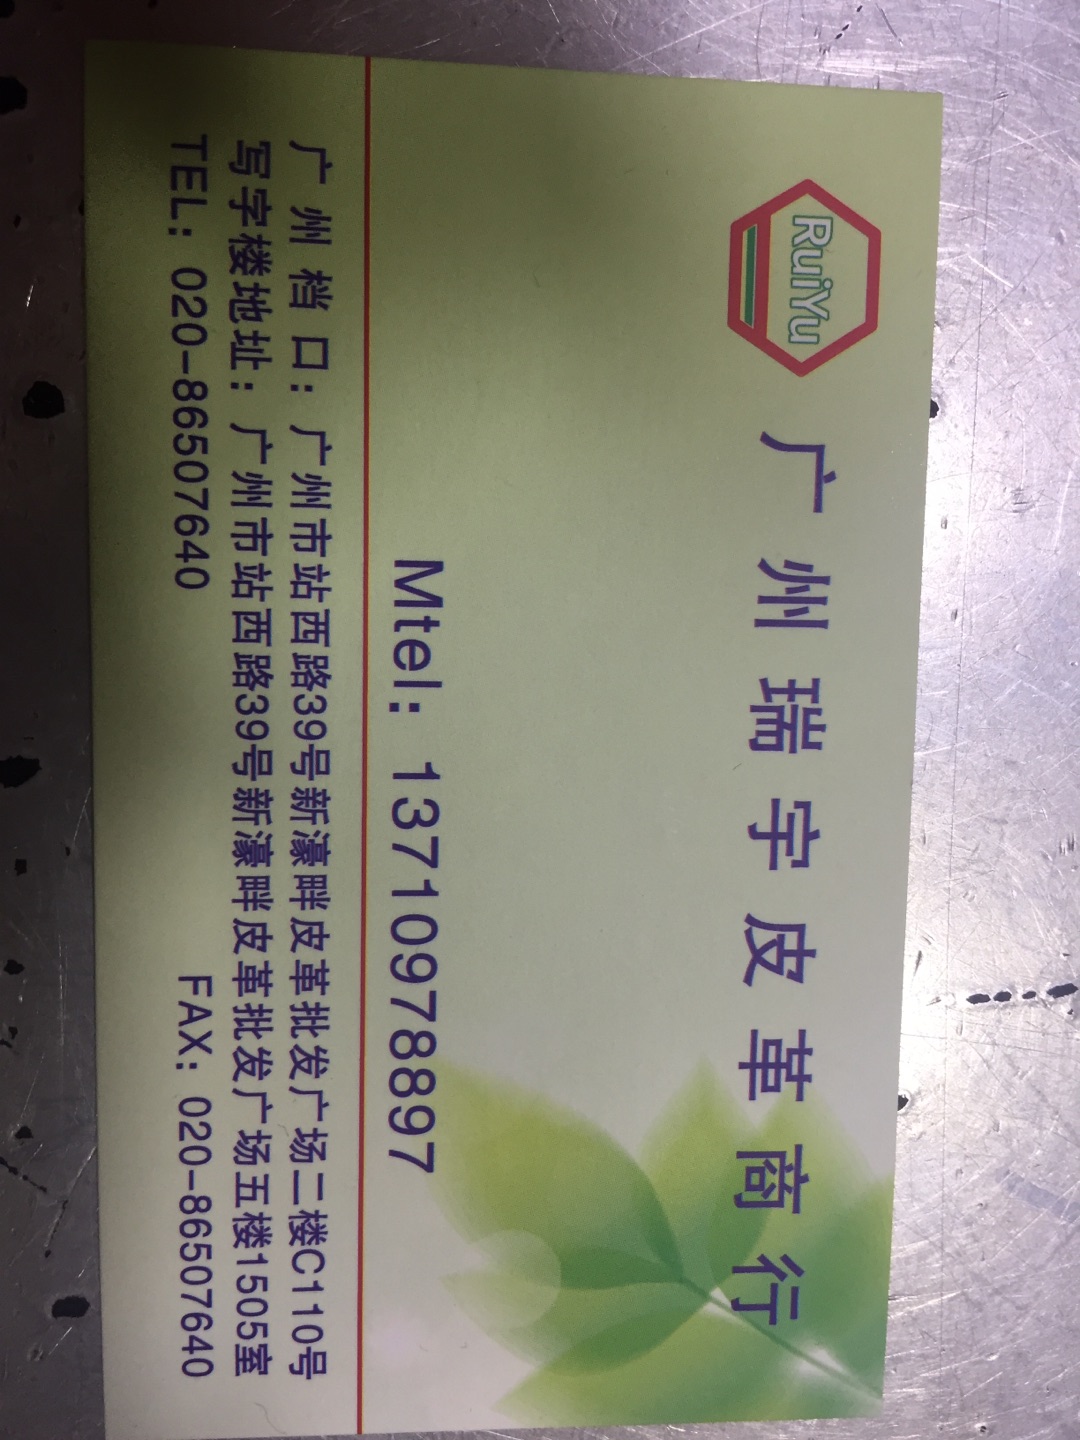 RuiYu
广州瑞宇皮革商行
Mtel: 13710978897
广州档口: 广州市站西路39号新濠畔皮革批发广场二楼C110号
写字楼地址: 广州市站西路39号新濠畔皮革批发广场五楼1505室
TEL: 020-86507640 FAX: 020-86507640